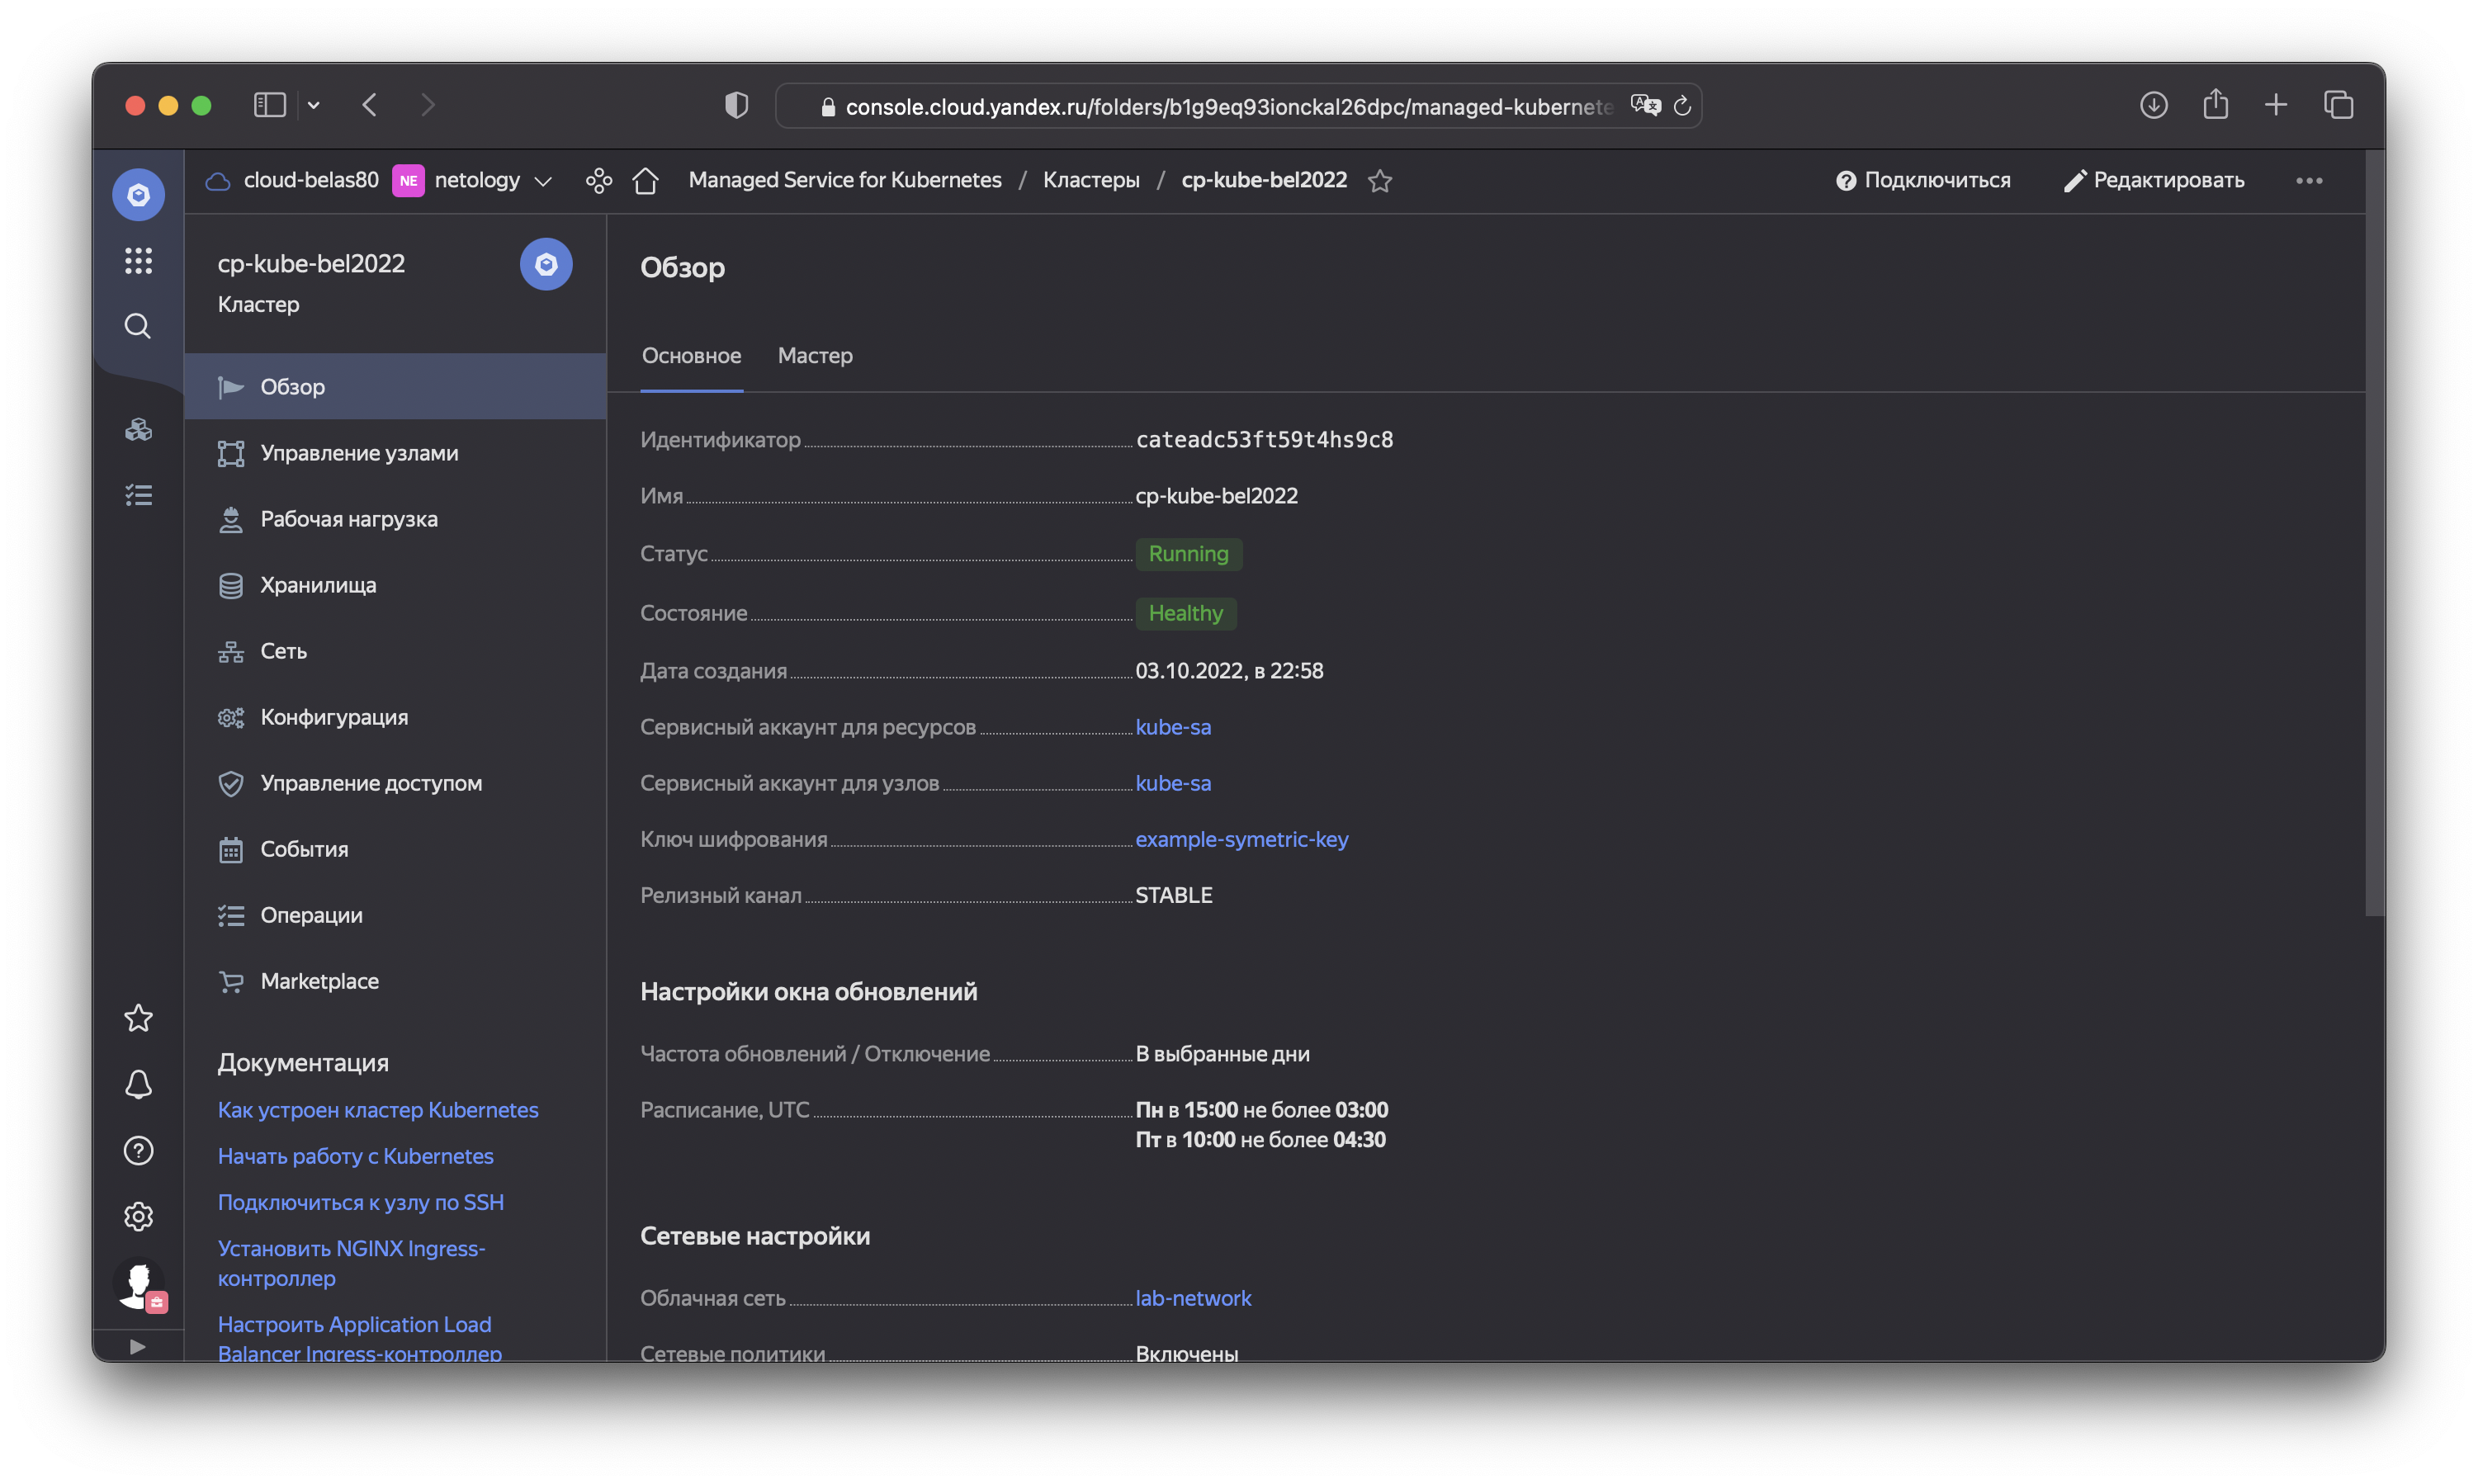 console.cloud.yandex.ru/folders/b1g9eq93ionckal26dpc/managed-kubernete
cloud-belas80 NE netology Managed Service for Kubernetes / Кластеры / cp-kube-bel2022 Подключиться Редактировать
cp-kube-bel2022
Кластер
Обзор
Управление узлами
Рабочая нагрузка
Хранилища
Сеть
Конфигурация
Управление доступом
События
Операции
Marketplace
Документация
Как устроен кластер Kubernetes
Начать работу с Kubernetes
Подключиться к узлу по SSH
Установить NGINX Ingress-
контроллер
Настроить Application Load
Balancer Ingress-контроллер
Обзор
Основное Мастер
Идентификатор cateadc53ft59t4hs9c8
Имя cp-kube-bel2022
Статус Running
Состояние Healthy
Дата создания 03.10.2022, в 22:58
Сервисный аккаунт для ресурсов kube-sa
Сервисный аккаунт для узлов kube-sa
Ключ шифрования example-symetric-key
Релизный канал STABLE
Настройки окна обновлений
Частота обновлений / Отключение В выбранные дни
Расписание, UTC Пн в 15:00 не более 03:00
Пт в 10:00 не более 04:30
Сетевые настройки
Облачная сеть lab-network
Сетевые политики Включены